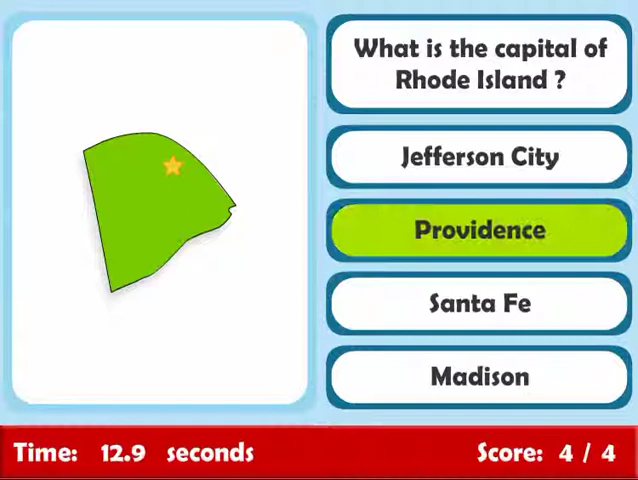 What is the capital of
Rhode Island ?
Jefferson City
Providence
Santa Fe
Madison
Time: 12.9 seconds
Score: 4 / 4